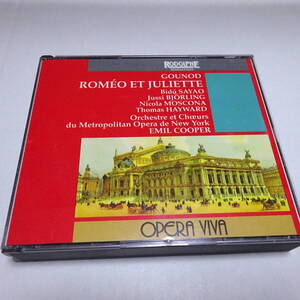 RODOLPHE
GOUNOD
ROMÉO ET JULIETTE
Bidù SAYAO
Jussi BJÖRLING
Nicola MOSCONA
Thomas HAYWARD
Orchestre et Chœurs
du Metropolitan Opera de New York
EMIL COOPER
OPERA VIVA